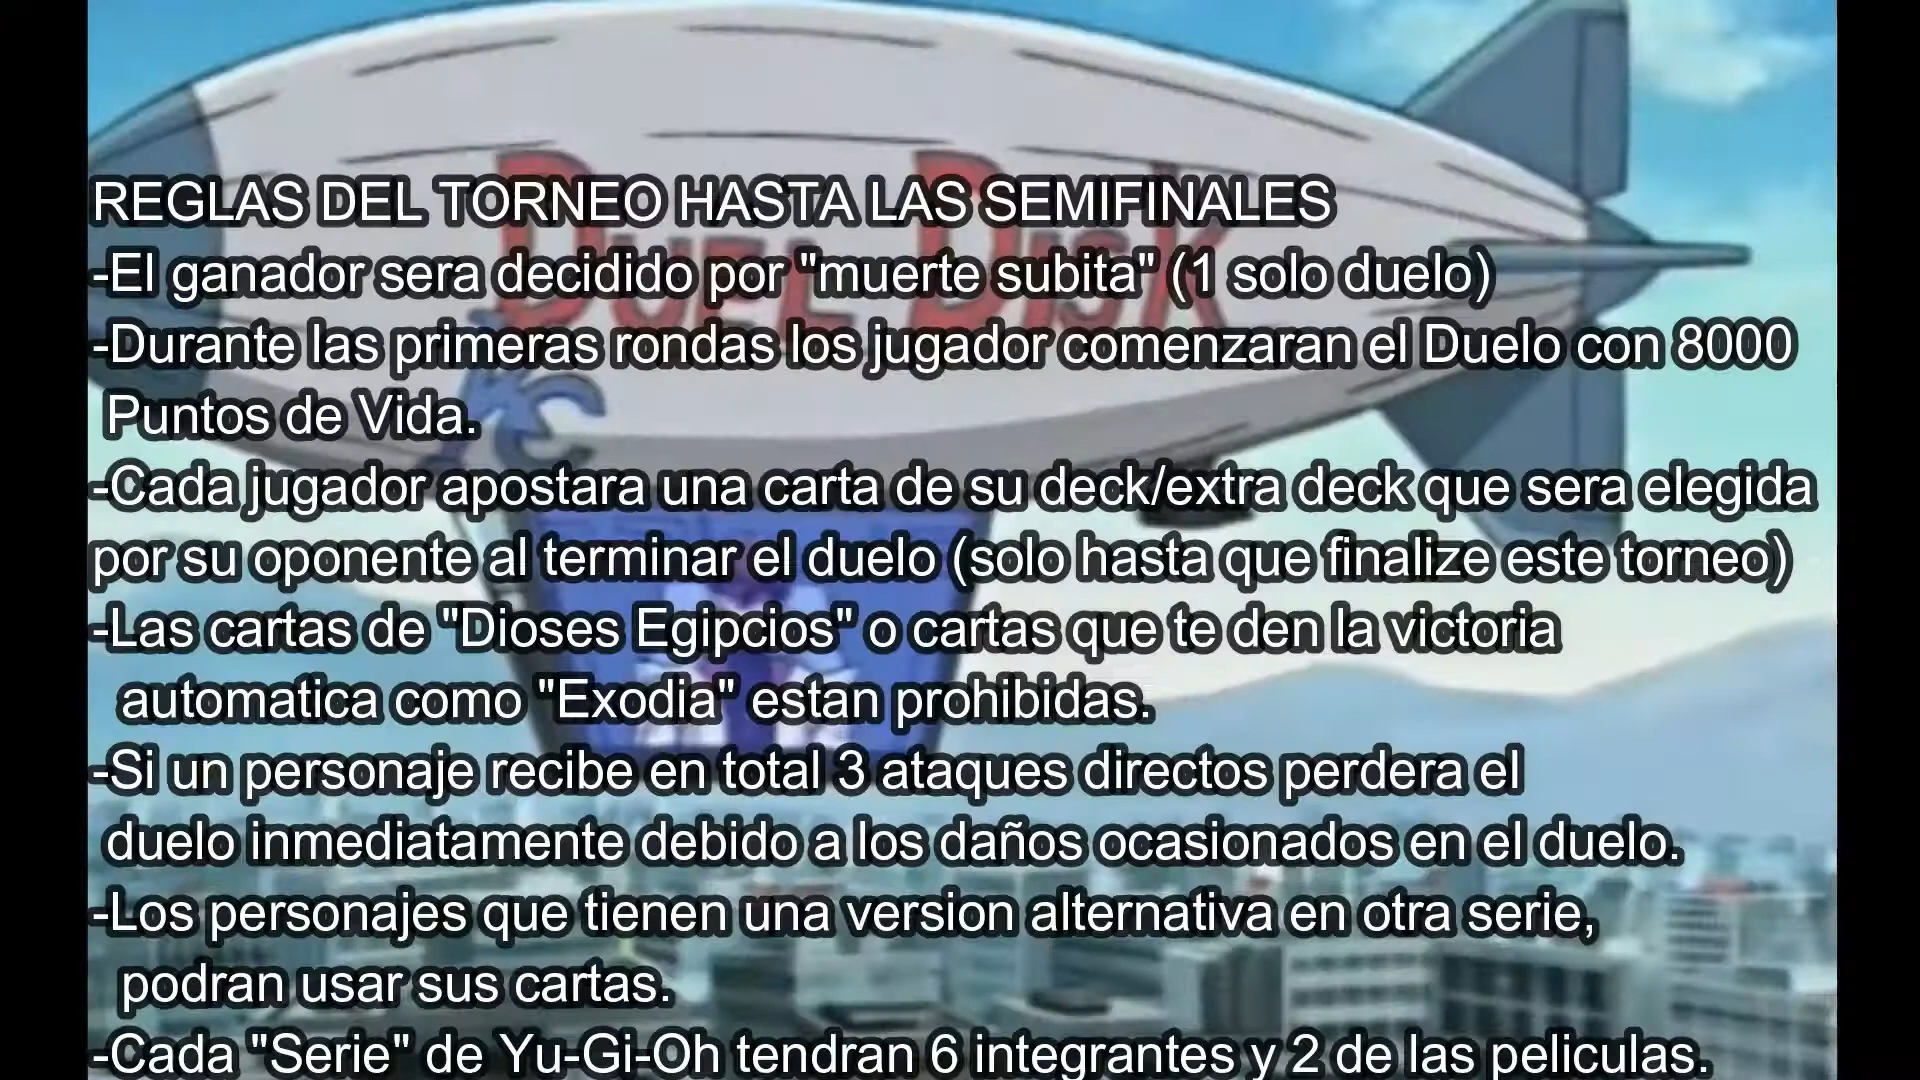 DUEL DISK
KC
REGLAS DEL TORNEO HASTA LAS SEMIFINALES
-El ganador sera decidido por "muerte subita" (1 solo duelo)
-Durante las primeras rondas los jugador comenzaran el Duelo con 8000
Puntos de Vida.
-Cada jugador apostara una carta de su deck/extra deck que sera elegida
por su oponente al terminar el duelo (solo hasta que finalize este torneo)
-Las cartas de "Dioses Egipcios" o cartas que te den la victoria
automatica como "Exodia" estan prohibidas.
-Si un personaje recibe en total 3 ataques directos perdera el
duelo inmediatamente debido a los daños ocasionados en el duelo.
-Los personajes que tienen una version alternativa en otra serie,
podran usar sus cartas.
-Cada "Serie" de Yu-Gi-Oh tendran 6 integrantes y 2 de las peliculas.